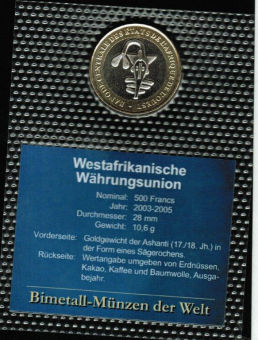 BANQUE CENTRALE DES ETATS DE L'AFRIQUE DE L'OUEST
Westafrikanische
Währungsunion
Nominal: 500 Francs
Jahr: 2003-2005
Durchmesser: 28 mm
Gewicht: 10,6 g
Vorderseite: Goldgewicht der Ashanti (17./18. Jh.) in
der Form eines Sägerochens.
Rückseite: Wertangabe umgeben von Erdnüssen,
Kakao, Kaffee und Baumwolle, Ausga-
bejahr.
Bimetall-Münzen der Welt